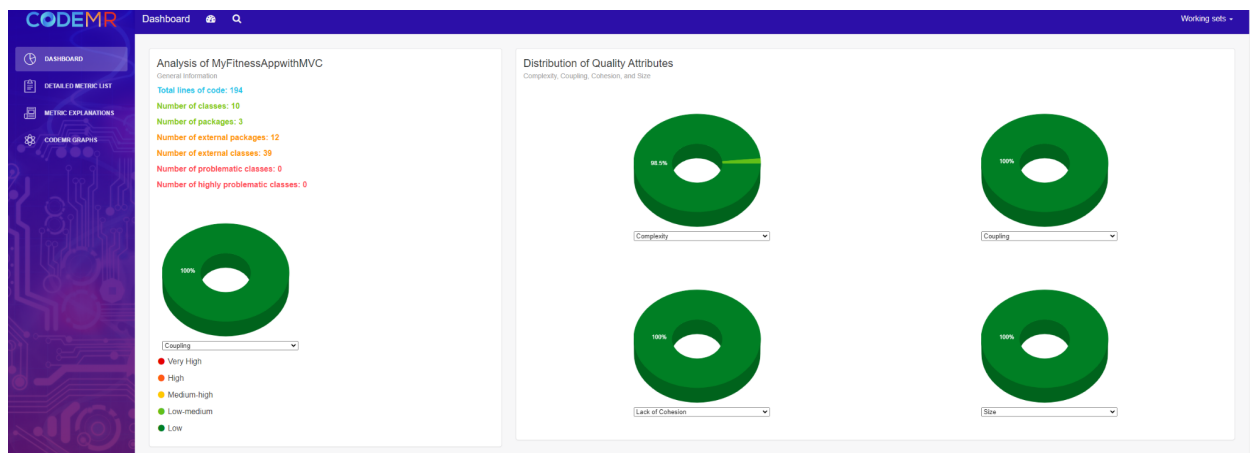 CODEMR
Dashboard
Working sets
DASHBOARD
DETAILED METRIC LIST
METRIC EXPLANATIONS
CODEMR GRAPHS
Analysis of MyFitnessAppwithMVC
General Information
Total lines of code: 194
Number of classes: 10
Number of packages: 3
Number of external packages: 12
Number of external classes: 39
Number of problematic classes: 0
Number of highly problematic classes: 0
100%
Coupling
Very High
High
Medium-high
Low-medium
Low
Distribution of Quality Attributes
Complexity, Coupling, Cohesion, and Size
98.5%
Complexity
100%
Coupling
100%
Lack of Cohesion
100%
Size